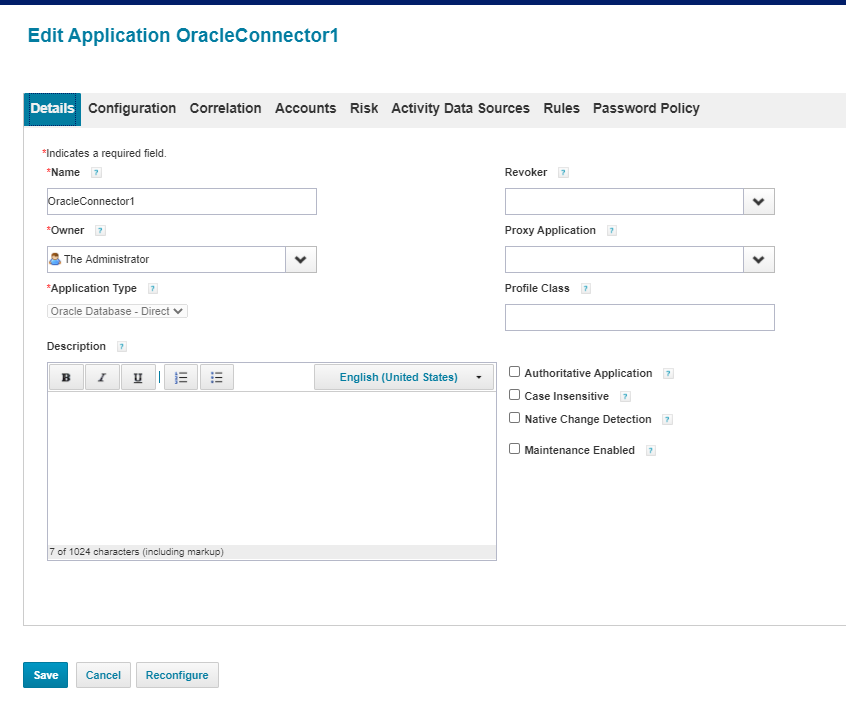 Edit Application OracleConnector1
Details Configuration Correlation Accounts Risk Activity Data Sources Rules Password Policy
*Indicates a required field.
*Name ?
OracleConnector1
*Owner ?
The Administrator
*Application Type ?
Oracle Database - Direct
Description ?
B I U English (United States)
7 of 1024 characters (including markup)
Revoker ?
Proxy Application ?
Profile Class ?
Authoritative Application ?
Case Insensitive ?
Native Change Detection ?
Maintenance Enabled ?
Save Cancel Reconfigure